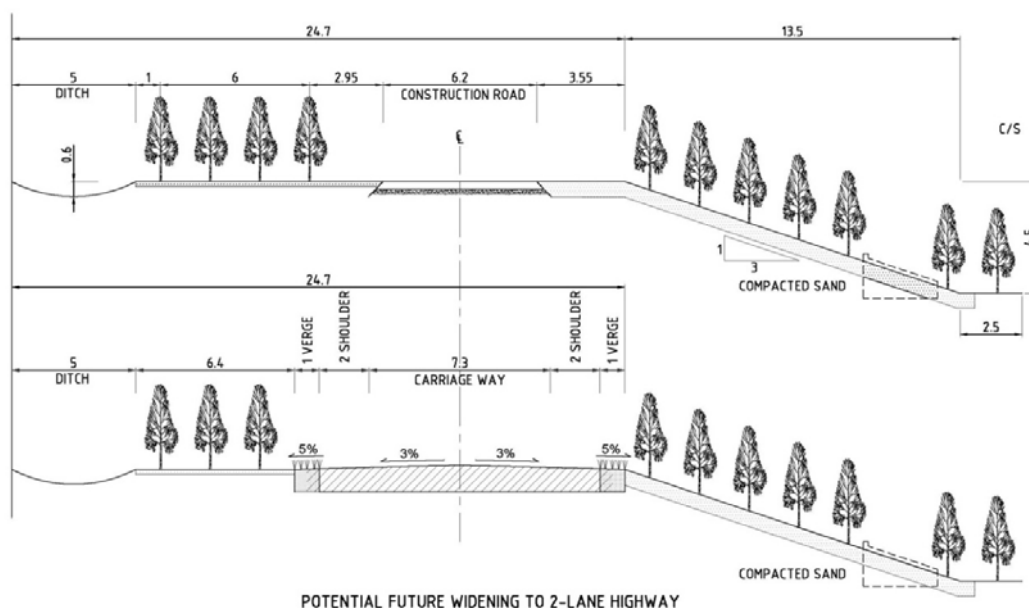 24.7
13.5
5
1
6
2.95
6.2
3.55
DITCH
CONSTRUCTION ROAD
C/S
℄
0.6
1
3
COMPACTED SAND
24.7
2.5
1 VERGE
2 SHOULDER
2 SHOULDER
1 VERGE
5
6.4
7.3
DITCH
CARRIAGE WAY
5%
3%
3%
5%
COMPACTED SAND
POTENTIAL FUTURE WIDENING TO 2-LANE HIGHWAY